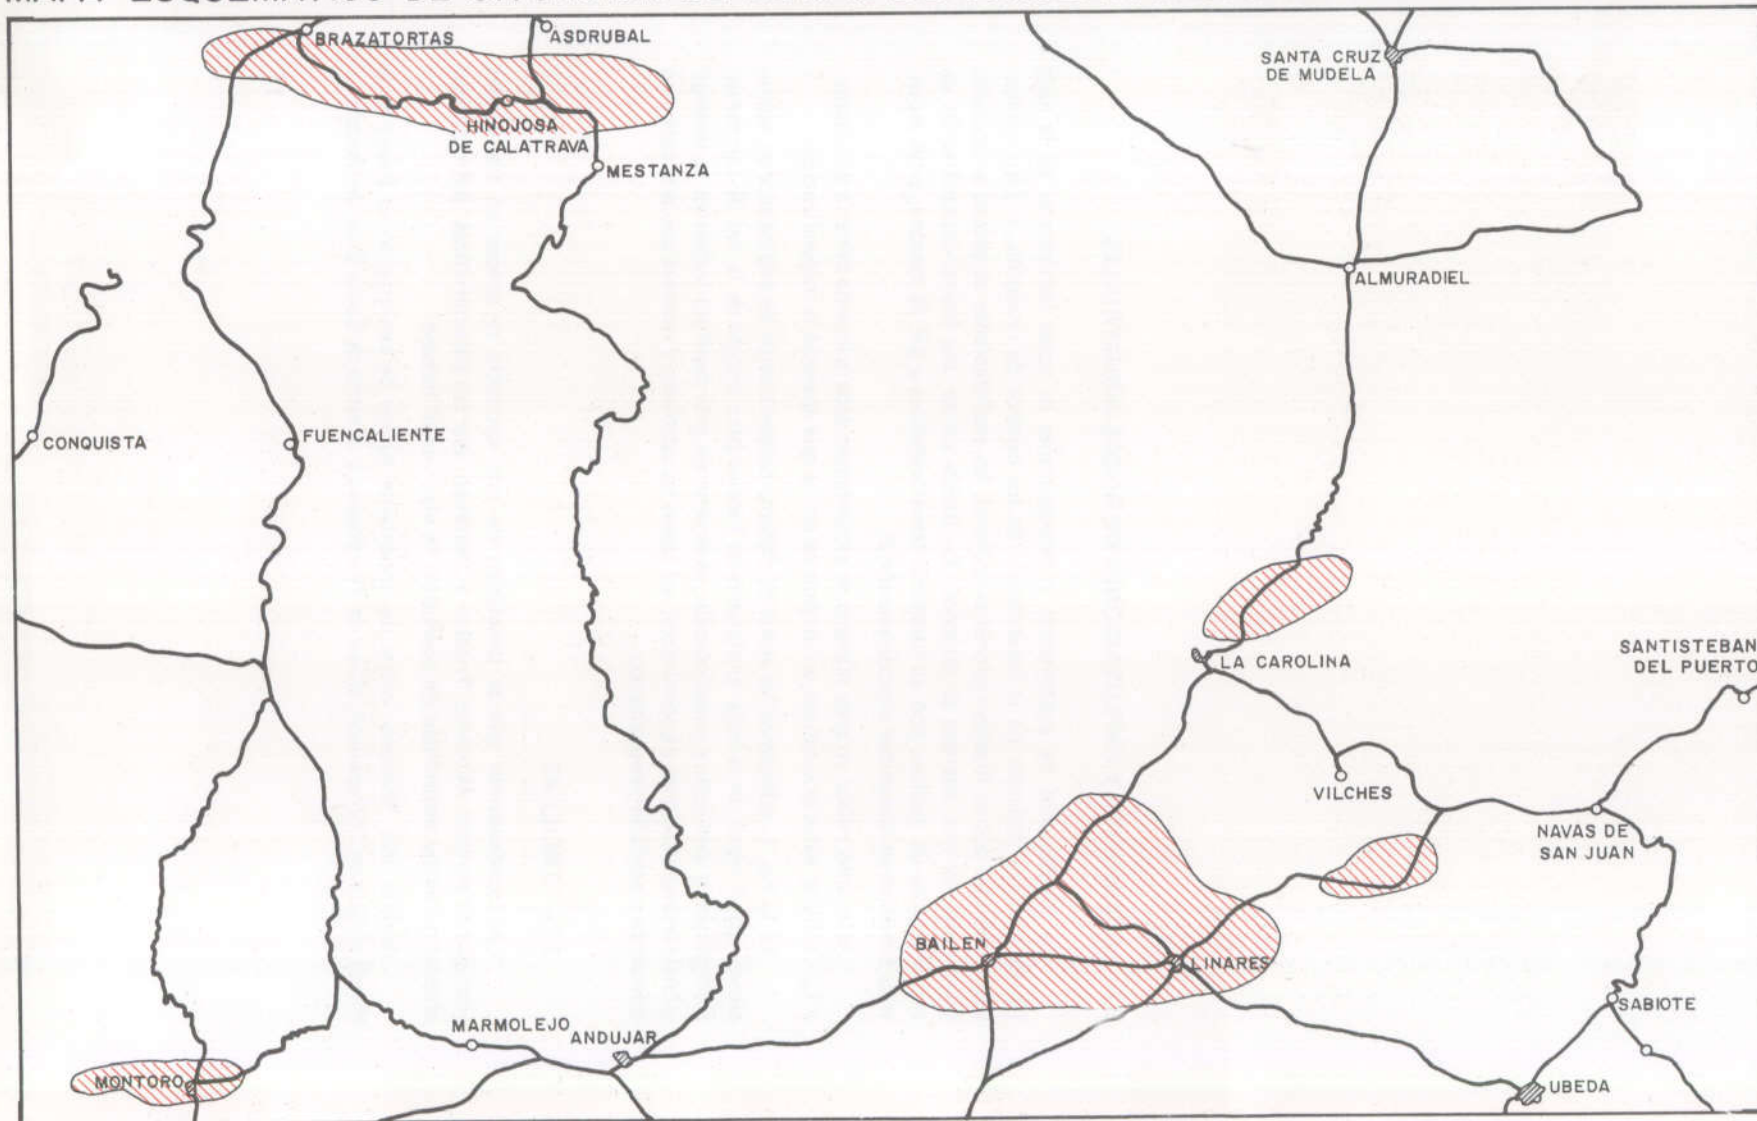 BRAZATORTAS
ASDRUBAL
SANTA CRUZ
DE MUDELA
HINOJOSA
DE CALATRAVA
MESTANZA
ALMURADIEL
CONQUISTA
FUENCALIENTE
LA CAROLINA
SANTISTEBAN
DEL PUERTO
VILCHES
NAVAS DE
SAN JUAN
BAILEN
LINARES
SABIOTE
MARMOLEJO
ANDUJAR
MONTORO
UBEDA